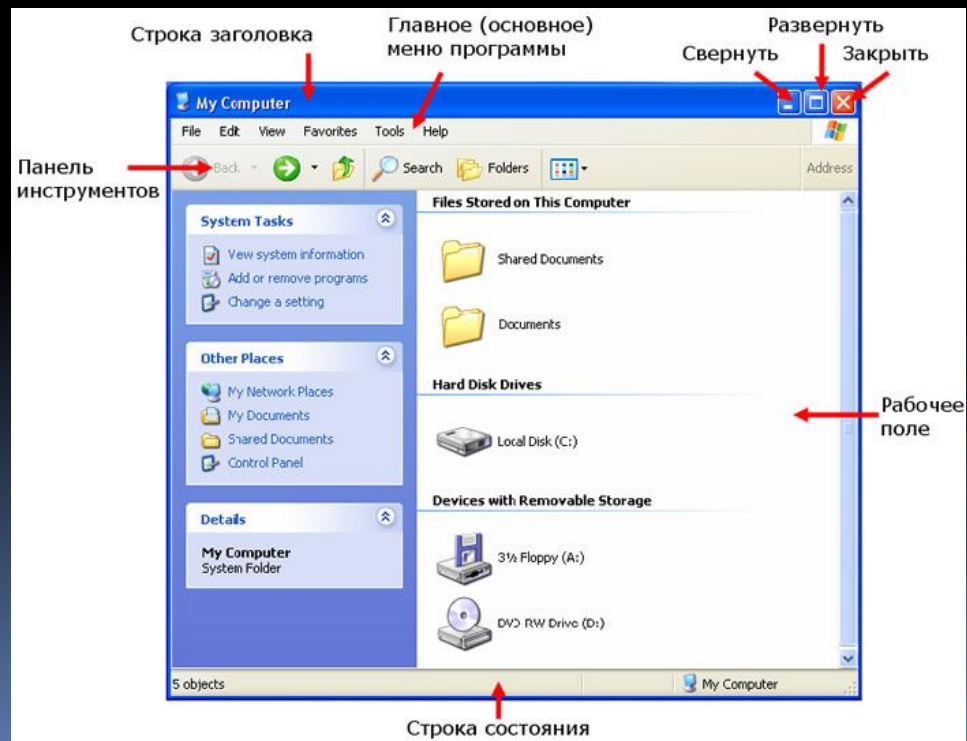 Строка заголовка
Главное (основное)
меню программы
Развернуть
Свернуть
Закрыть
My Computer
File Edit View Favorites Tools Help
Панель
инструментов
Back Search Folders Address
System Tasks
View system information
Add or remove programs
Change a setting
Other Places
My Network Places
My Documents
Shared Documents
Control Panel
Details
My Computer
System Folder
Files Stored on This Computer
Shared Documents
Documents
Hard Disk Drives
Local Disk (C:)
Devices with Removable Storage
3½ Floppy (A:)
DVD RW Drive (D:)
Рабочее
поле
5 objects
My Computer
Строка состояния